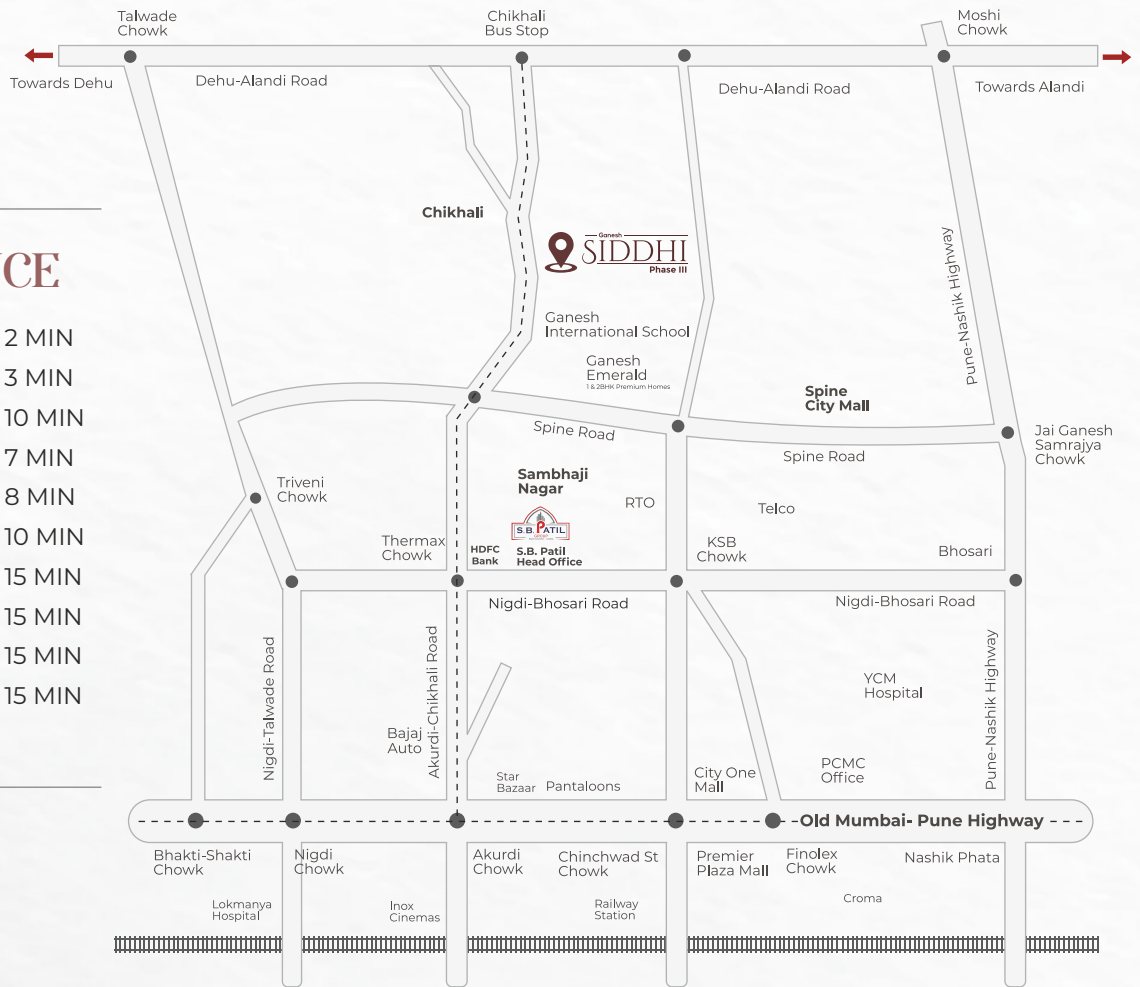 Talwade
Chowk
Chikhali
Bus Stop
Moshi
Chowk
Towards Dehu
Dehu-Alandi Road
Dehu-Alandi Road
Towards Alandi
Chikhali
Ganesh
SIDDHI
Phase III
Pune-Nashik Highway
CE
2 MIN
3 MIN
10 MIN
7 MIN
8 MIN
10 MIN
15 MIN
15 MIN
15 MIN
15 MIN
Ganesh
International School
Ganesh
Emerald
1 & 2BHK Premium Homes
Spine
City Mall
Spine Road
Spine Road
Jai Ganesh
Samrajya
Chowk
Triveni
Chowk
Sambhaji
Nagar
RTO
Telco
S.B. PATIL
GROUP
Thermax
Chowk
HDFC
Bank
S.B. Patil
Head Office
KSB
Chowk
Bhosari
Nigdi-Bhosari Road
Nigdi-Bhosari Road
Nigdi-Talwade Road
Akurdi-Chikhali Road
Pune-Nashik Highway
YCM
Hospital
Bajaj
Auto
Star
Bazaar
Pantaloons
City One
Mall
PCMC
Office
Old Mumbai- Pune Highway
Bhakti-Shakti
Chowk
Nigdi
Chowk
Akurdi
Chowk
Chinchwad St
Chowk
Premier
Plaza Mall
Finolex
Chowk
Nashik Phata
Lokmanya
Hospital
Inox
Cinemas
Railway
Station
Croma